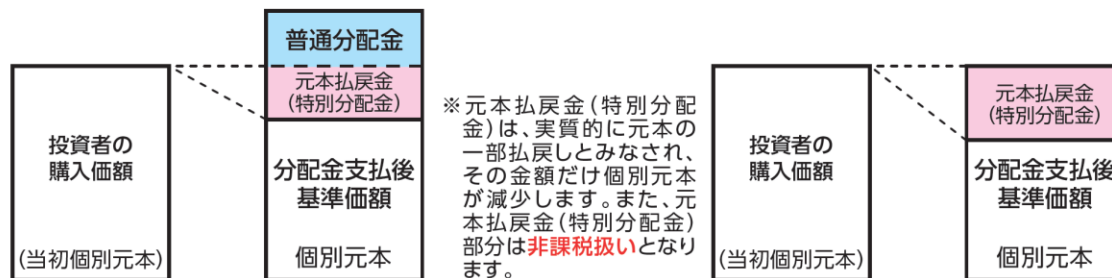 投資者の
購入価額
(当初個別元本)
普通分配金
元本払戻金
(特別分配金)
分配金支払後
基準価額
個別元本
※元本払戻金(特別分配
金)は、実質的に元本の
一部払戻しとみなされ、
その金額だけ個別元本
が減少します。また、元
本払戻金(特別分配金)
部分は非課税扱いとなり
ます。
投資者の
購入価額
(当初個別元本)
元本払戻金
(特別分配金)
分配金支払後
基準価額
個別元本